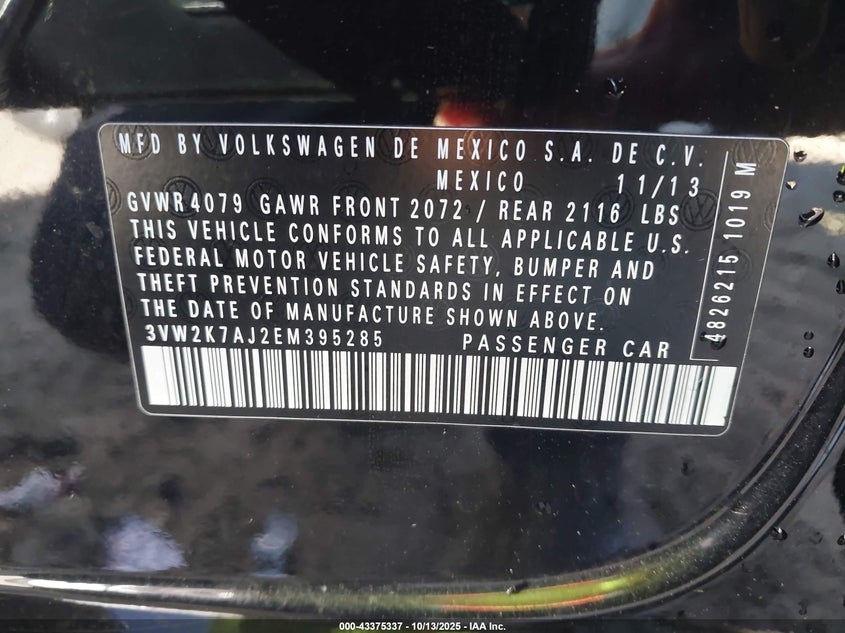 MFD BY VOLKSWAGEN DE MEXICO S.A. DE C.V.
MEXICO 11/13
GVWR4079 GAWR FRONT 2072 / REAR 2116 LBS
THIS VEHICLE CONFORMS TO ALL APPLICABLE U.S.
FEDERAL MOTOR VEHICLE SAFETY, BUMPER AND
THEFT PREVENTION STANDARDS IN EFFECT ON
THE DATE OF MANUFACTURE SHOWN ABOVE.
3VW2K7AJ2EM395285 PASSENGER CAR
4826215 1019 M
000-43375337 - 10/13/2025 - IAA Inc.